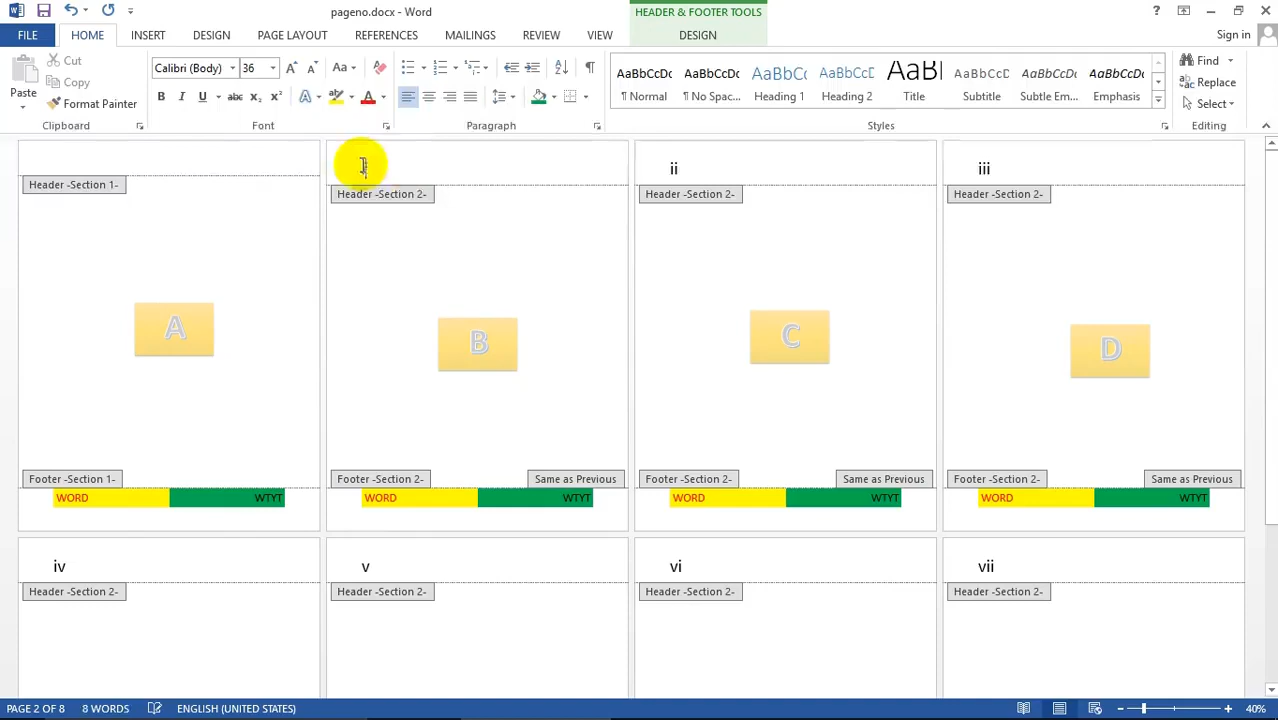 pageno.docx - Word
HEADER & FOOTER TOOLS
FILE
HOME
INSERT
DESIGN
PAGE LAYOUT
REFERENCES
MAILINGS
REVIEW
VIEW
DESIGN
Sign in
Paste
Cut
Copy
Format Painter
Clipboard
Calibri (Body)
36
Font
Paragraph
AaBbCcDc
¶ Normal
AaBbCcDc
¶ No Spac...
AaBbCc
Heading 1
AaBbCcD
Heading 2
AaBl
Title
AaBbCcD
Subtitle
AaBbCcDc
Subtle Em...
AaBbCcDc
Emphasis
Styles
Find
Replace
Select
Editing
ii
iii
Header -Section 1-
Header -Section 2-
Header -Section 2-
Header -Section 2-
A
B
C
D
Footer -Section 1-
Footer -Section 2-
Same as Previous
Footer -Section 2-
Same as Previous
Footer -Section 2-
Same as Previous
WORD WTYT
WORD WTYT
WORD WTYT
WORD WTYT
iv
v
vi
vii
Header -Section 2-
Header -Section 2-
Header -Section 2-
Header -Section 2-
PAGE 2 OF 8
8 WORDS
ENGLISH (UNITED STATES)
40%